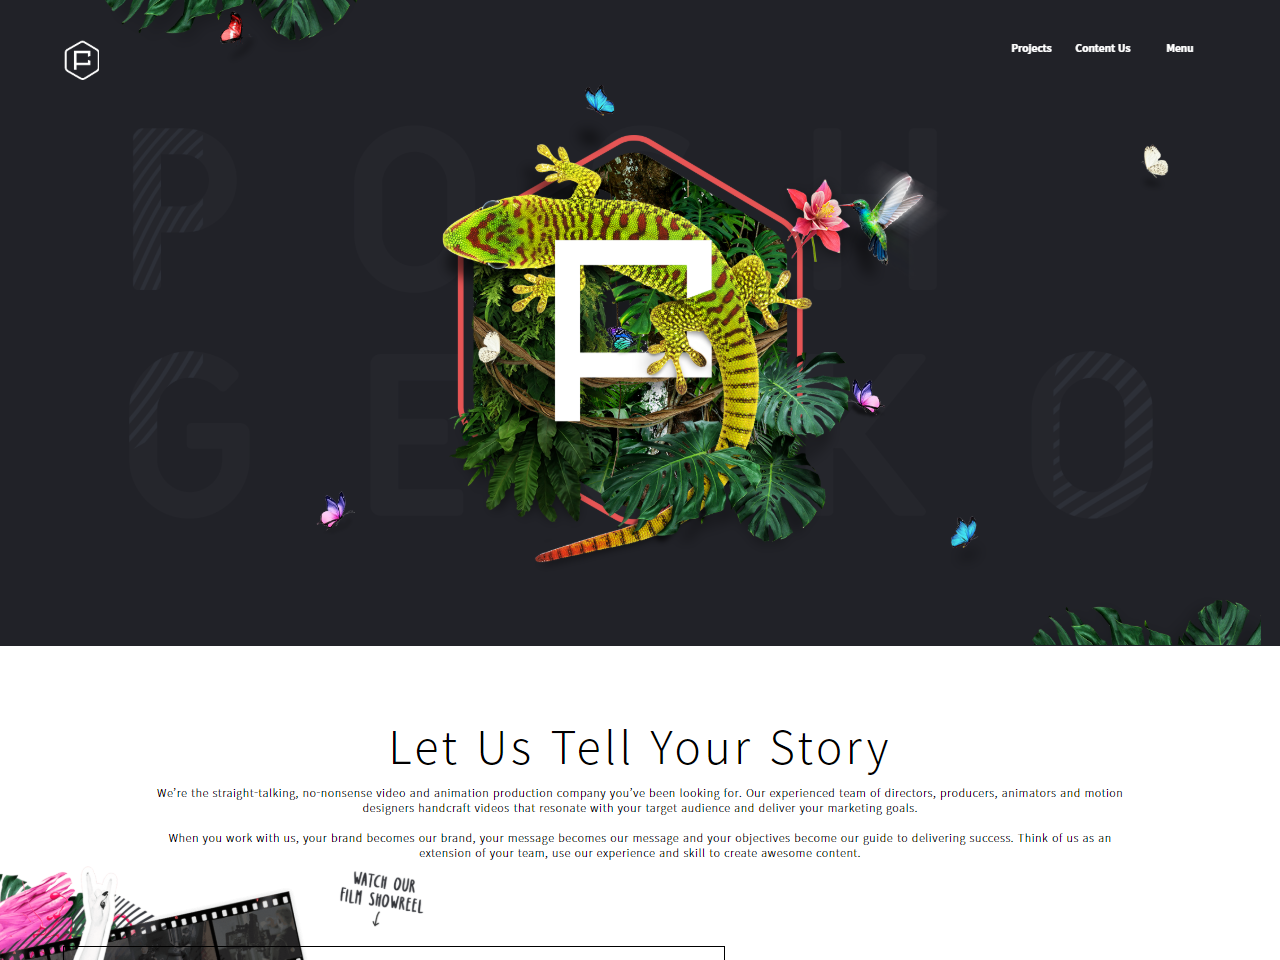 Projects Content Us Menu
POSH
GECKO
Let Us Tell Your Story
We're the straight-talking, no-nonsense video and animation production company you've been looking for. Our experienced team of directors, producers, animators and motion
designers handcraft videos that resonate with your target audience and deliver your marketing goals.
When you work with us, your brand becomes our brand, your message becomes our message and your objectives become our guide to delivering success. Think of us as an
extension of your team, use our experience and skill to create awesome content.
WATCH OUR
FILM SHOWREEL